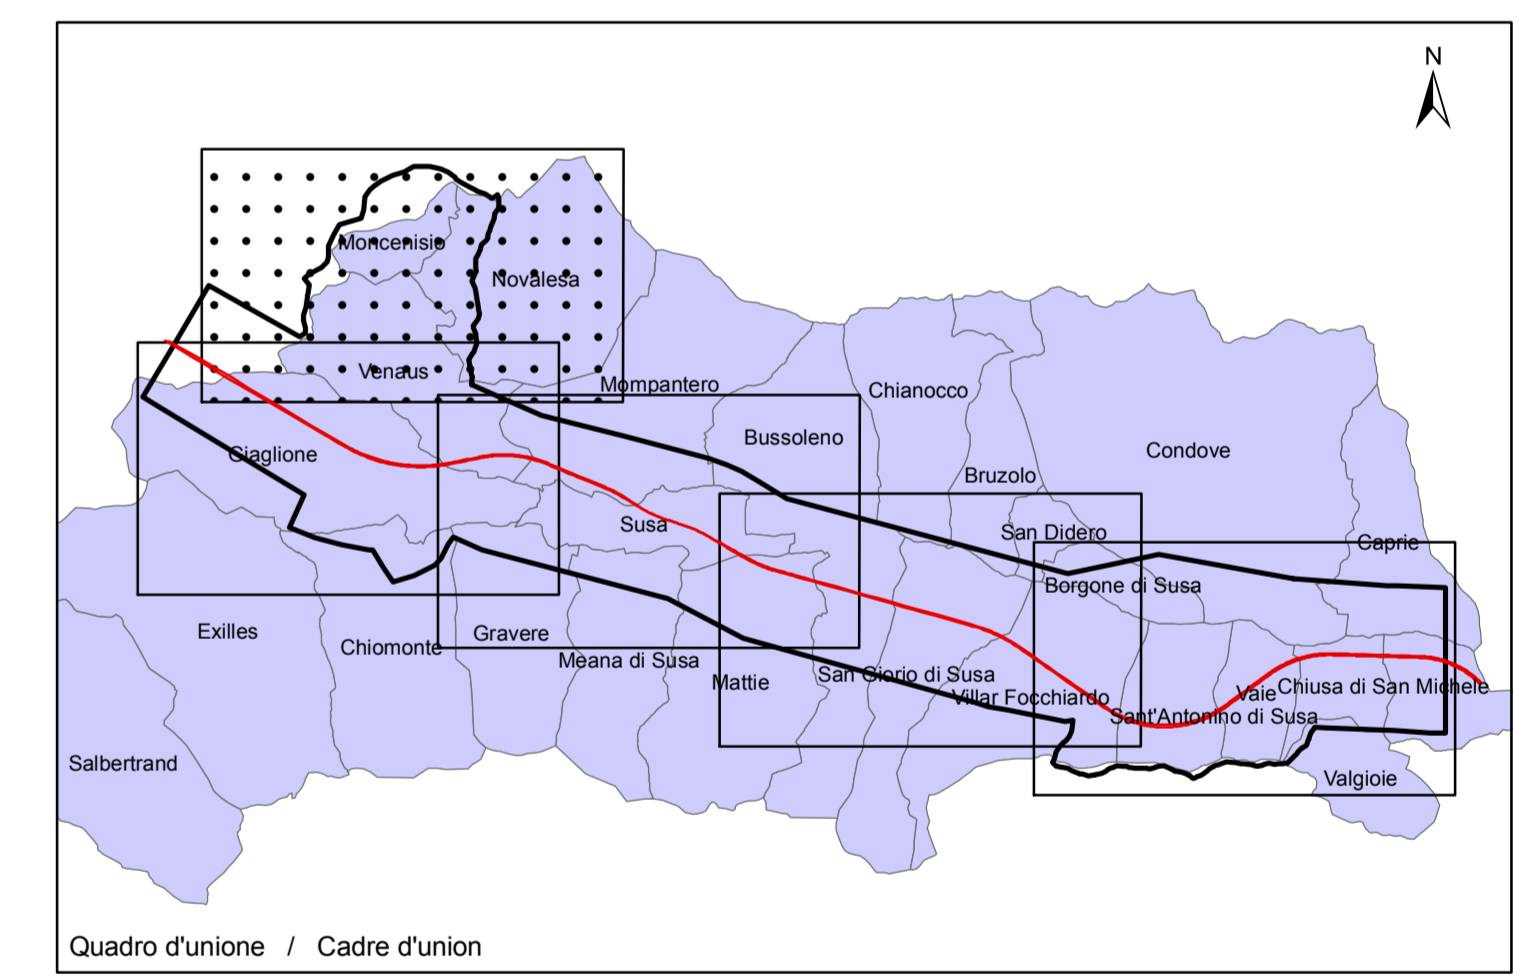 N
Moncenisio
Novalesa
Venaus
Mompantero
Chianocco
Bussoleno
Condove
Giaglione
Bruzolo
Susa
San Didero
Caprie
Borgone di Susa
Exilles
Gravere
Chiomonte
Meana di Susa
San Giorio di Susa
Mattie
Chiusa di San Michele
Vaie
Villar Focchiardo
Sant'Antonino di Susa
Salbertrand
Valgioie
Quadro d'unione / Cadre d'union